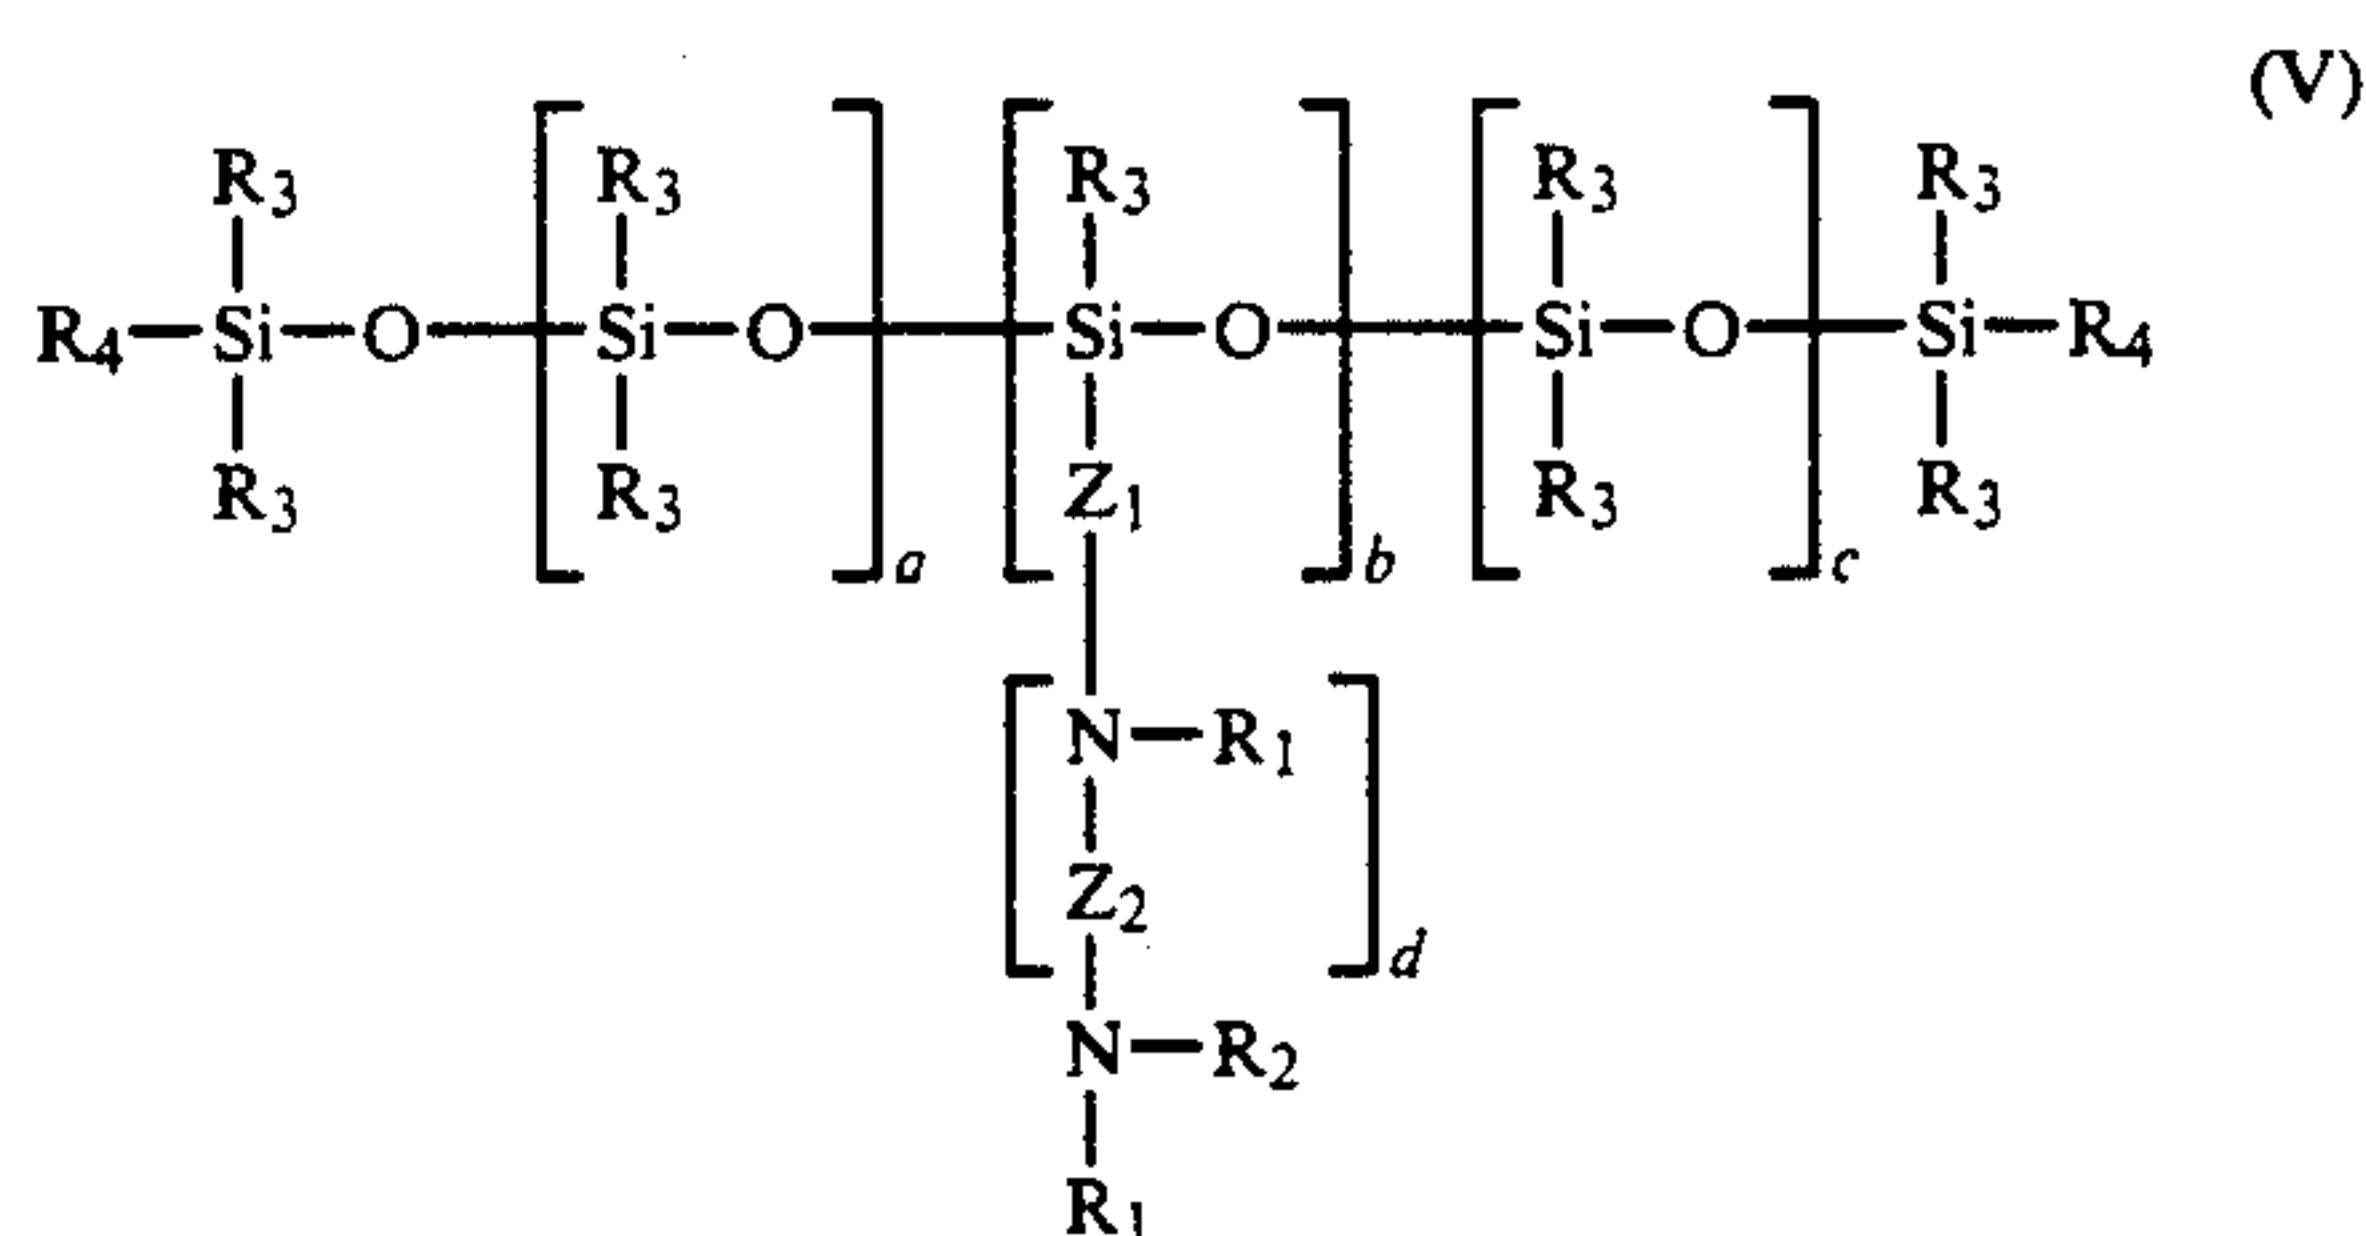 (V)
R3 R3 R3 R3 R3
R4—Si—O—[Si—O]a—[Si—O]b—[Si—O]c—Si—R4
R3 R3 Z1 R3 R3
[N—R1
Z2]d
N—R2
R1